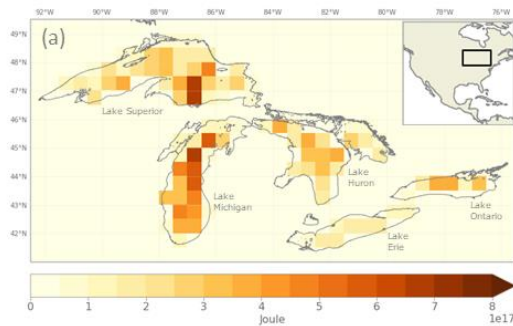 92°W 90°W 88°W 86°W 84°W 82°W 80°W 78°W 76°W
(a)
49°N
48°N
47°N
46°N
45°N
44°N
43°N
42°N
Lake Superior
Lake
Michigan
Lake
Huron
Lake
Ontario
Lake
Erie
0 1 2 3 4 5 6 7 8
1e17
Joule